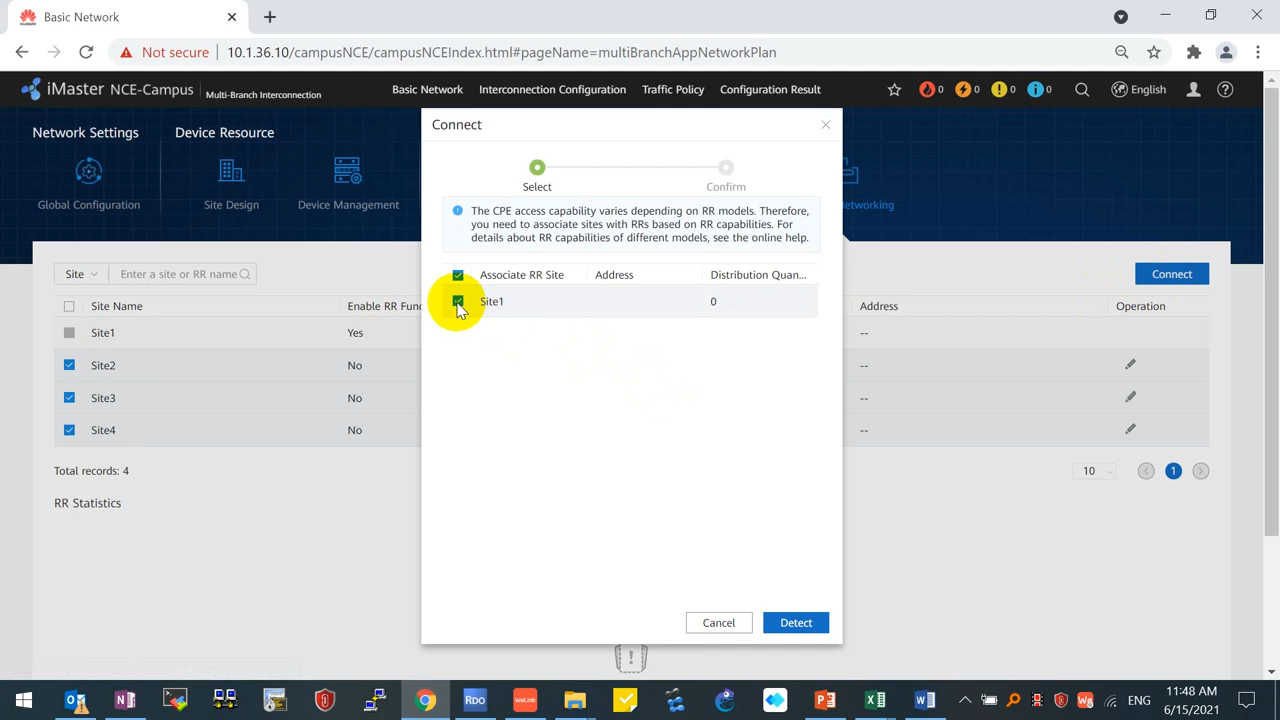 Basic Network
Not secure 10.1.36.10/campusNCE/campusNCEIndex.html#pageName=multiBranchAppNetworkPlan
iMaster NCE-Campus Multi-Branch Interconnection Basic Network Interconnection Configuration Traffic Policy Configuration Result 0 0 0 0 English
Network Settings Device Resource
Global Configuration Site Design Device Management etworking
Connect
Select Confirm
The CPE access capability varies depending on RR models. Therefore,
you need to associate sites with RRs based on RR capabilities. For
details about RR capabilities of different models, see the online help.
Associate RR Site Address Distribution Quan...
Site1 0
Cancel Detect
Site Enter a site or RR name Connect
Site Name Enable RR Func Address Operation
Site1 Yes --
Site2 No --
Site3 No --
Site4 No --
Total records: 4 10 1
RR Statistics
RDO WeLink ENG 11:48 AM
6/15/2021